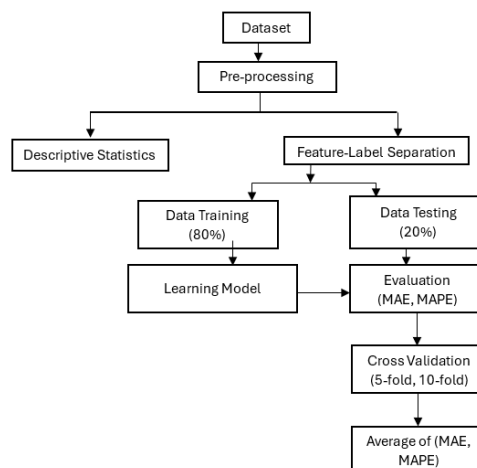 Dataset
Pre-processing
Descriptive Statistics
Feature-Label Separation
Data Training
(80%)
Data Testing
(20%)
Learning Model
Evaluation
(MAE, MAPE)
Cross Validation
(5-fold, 10-fold)
Average of (MAE,
MAPE)